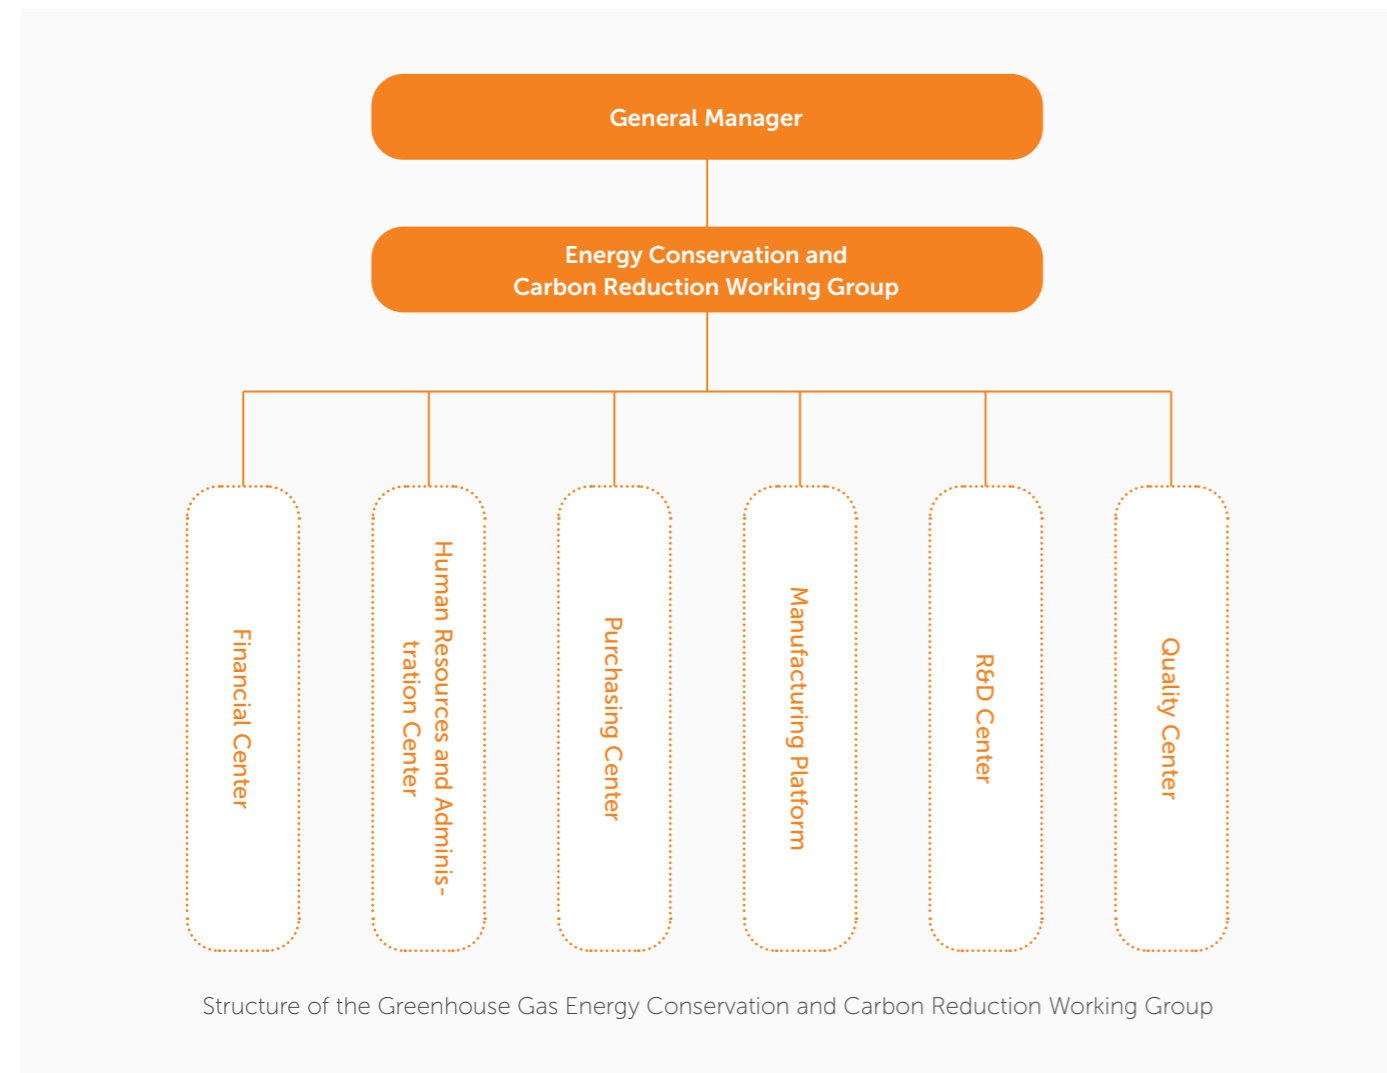 General Manager
Energy Conservation and
Carbon Reduction Working Group
Financial Center
Human Resources and Adminis-
tration Center
Purchasing Center
Manufacturing Platform
R&D Center
Quality Center
Structure of the Greenhouse Gas Energy Conservation and Carbon Reduction Working Group